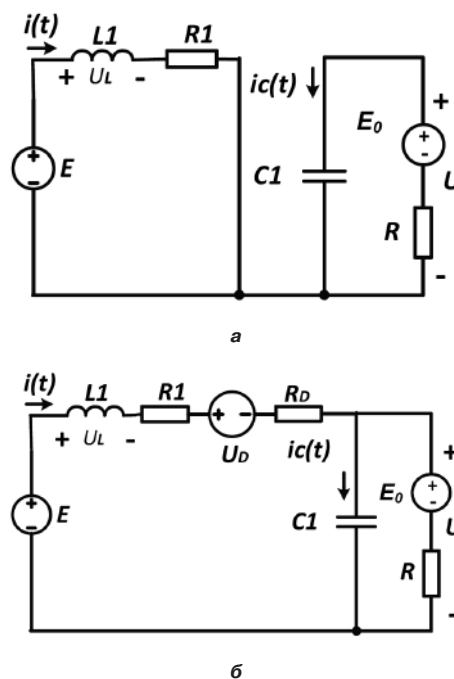 i(t) L1 R1
+ UL - ic(t) +
E0 + -
E + - C1 U
R
-
а
i(t) L1 R1 RD
+ UL - + - UD ic(t) +
E0 + -
E + - C1 U
R
-
б